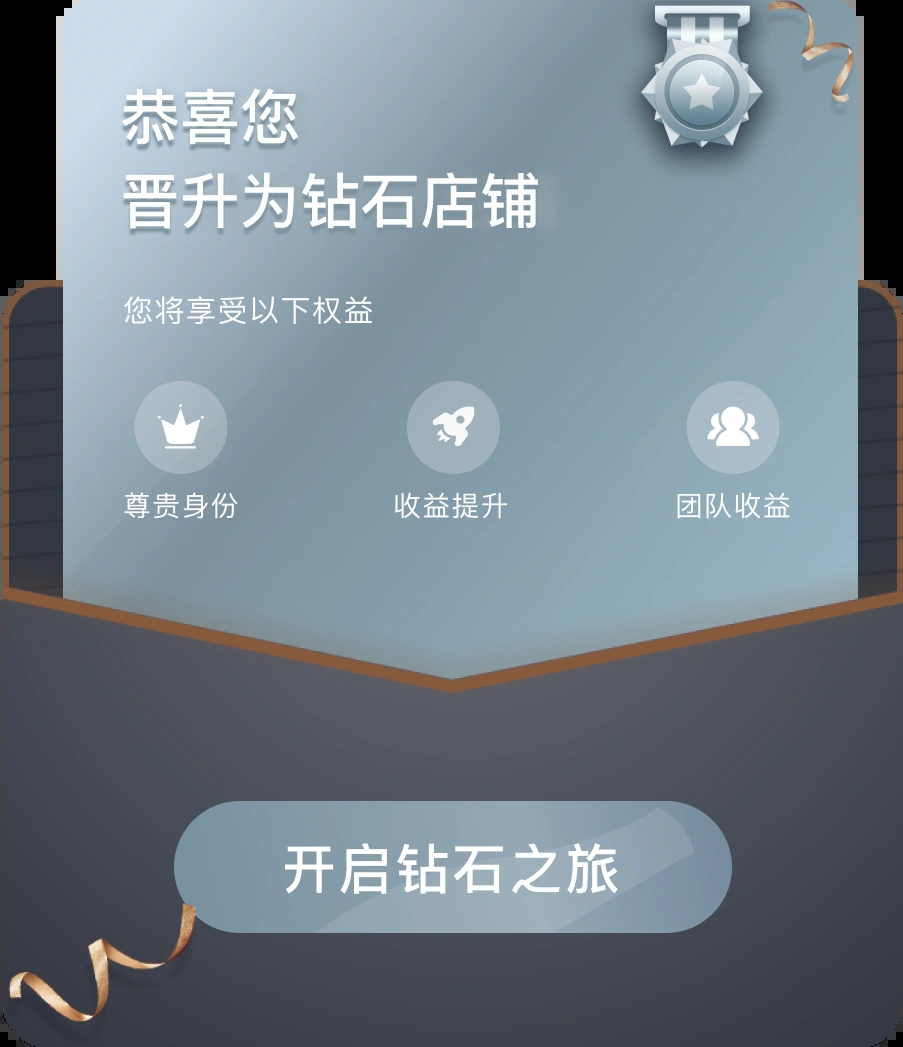 恭喜您
晋升为钻石店铺
您将享受以下权益
尊贵身份
收益提升
团队收益
开启钻石之旅